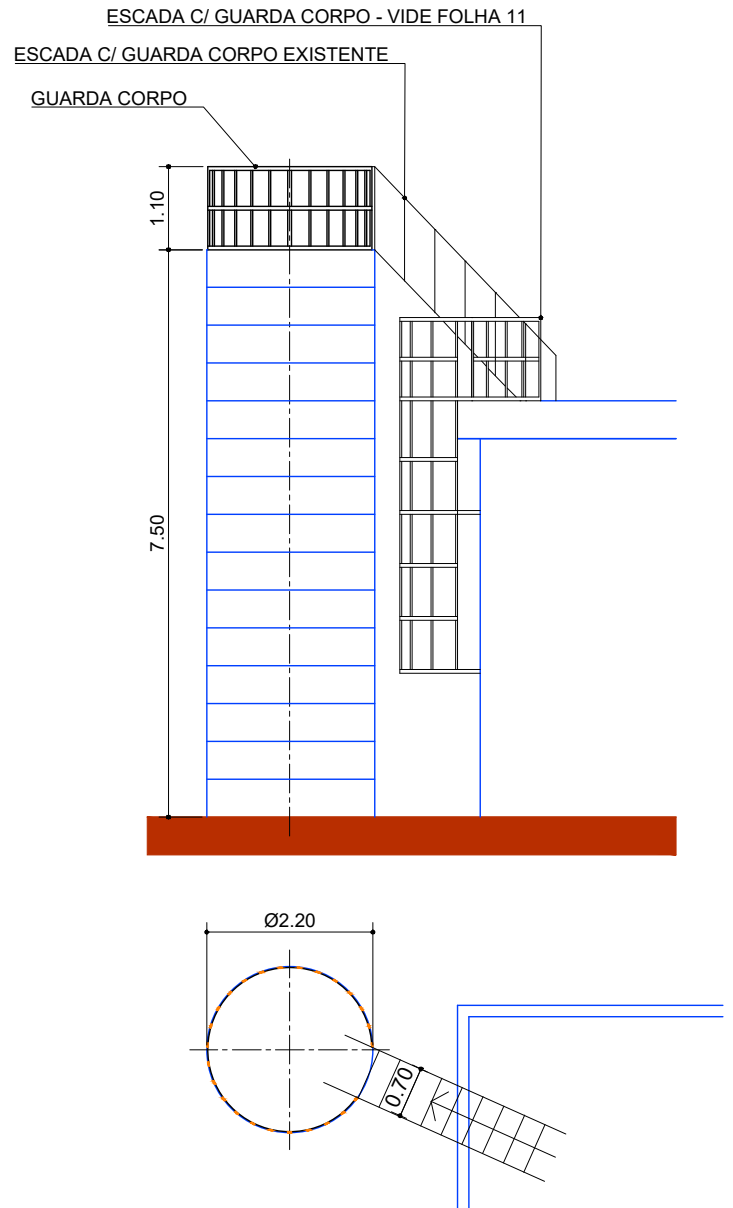 ESCADA C/ GUARDA CORPO - VIDE FOLHA 11
ESCADA C/ GUARDA CORPO EXISTENTE
GUARDA CORPO
1.10
7.50
Ø2.20
0.70